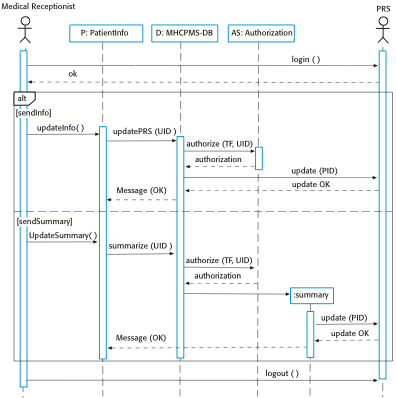 Medical Receptionist
PRS
P: PatientInfo
D: MHCPMS-DB
AS: Authorization
login ( )
ok
alt
[sendInfo]
updateInfo( )
updatePRS (UID )
authorize (TF, UID)
authorization
update (PID)
update OK
Message (OK)
[sendSummary]
UpdateSummary( )
summarize (UID )
authorize (TF, UID)
authorization
:summary
update (PID)
update OK
Message (OK)
logout ( )